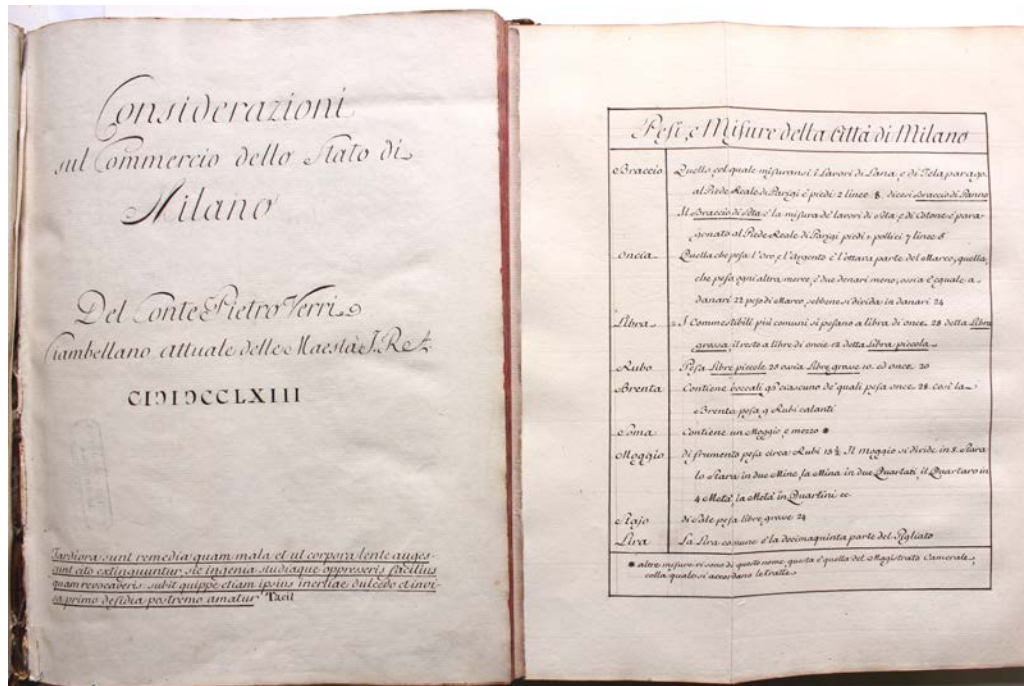 Considerazioni
sul Commercio dello Stato di
Milano
Del Conte Pietro Verri
Ciambellano attuale delle Maestà I. R. A.
CIƆIƆCCLXIII
Tardiora sunt remedia quam mala et ut corpora lente auges-
cunt cito extinguuntur, sic ingenia studiaque oppresseris facilius
quam revocaveris. subit quippe etiam ipsius inertiae dulcedo et invi-
sa primo desidia postremo amatur Tacit
Pesi, e Misure della Città di Milano
Braccio Quello, col quale misuransi i Lavori di Lana, e di Tela parago.
al Piede Reale di Parigi è piedi 2 linee 8. dicesi Braccio di Panno
Il Braccio di Seta è la misura de' lavori di Seta, e di Cotone è para-
gonato al Piede Reale di Parigi piedi 1 pollici 7 linee 8
Oncia Quella che pesa l'Oro, e l'Argento è l'ottava parte del Marco, quella,
che pesa ogni altra merce, è due denari meno, ossia è eguale a
danari 22 peso di Marco, sebbene si divida in danari 24
Libra I Commestibili più comuni si pesano a libra di once 28 detta Libra
grossa, il resto a libre di oncie 12 detta Libra piccola
Rubo Pesa Libre piccole 25 ossia Libre grosse 10. ed once 20
Brenta Contiene boccali 96 ciascuno de' quali pesa once 28. così la
Brenta pesa 9 Rubi calanti
Soma Contiene un Moggio, e mezzo *
Moggio di frumento pesa circa Rubi 13½ Il moggio si divide in 8. Stara
lo Stara in due Mine, la Mina in due Quartari, il Quartaro in
4 Metà, la Metà in Quartini ec
Stajo di Sale pesa libre grosse 24
Lira La Lira comune è la decimaquinta parte del Filippo
* altre misure vi sono di questo nome, questa è quella del Magistrato Camerale,
colla quale si accordano le tratte